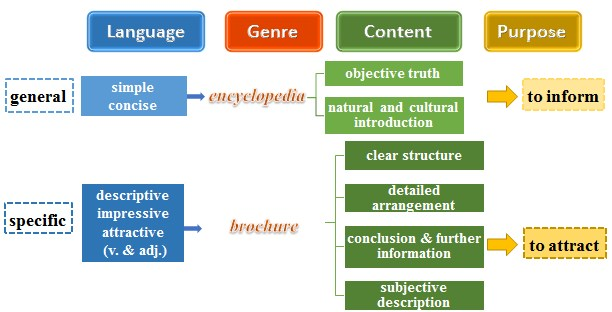 Language
Genre
Content
Purpose
general
simple
concise
encyclopedia
objective truth
natural and cultural
introduction
to inform
specific
descriptive
impressive
attractive
(v. & adj.)
brochure
clear structure
detailed
arrangement
conclusion & further
information
subjective
description
to attract